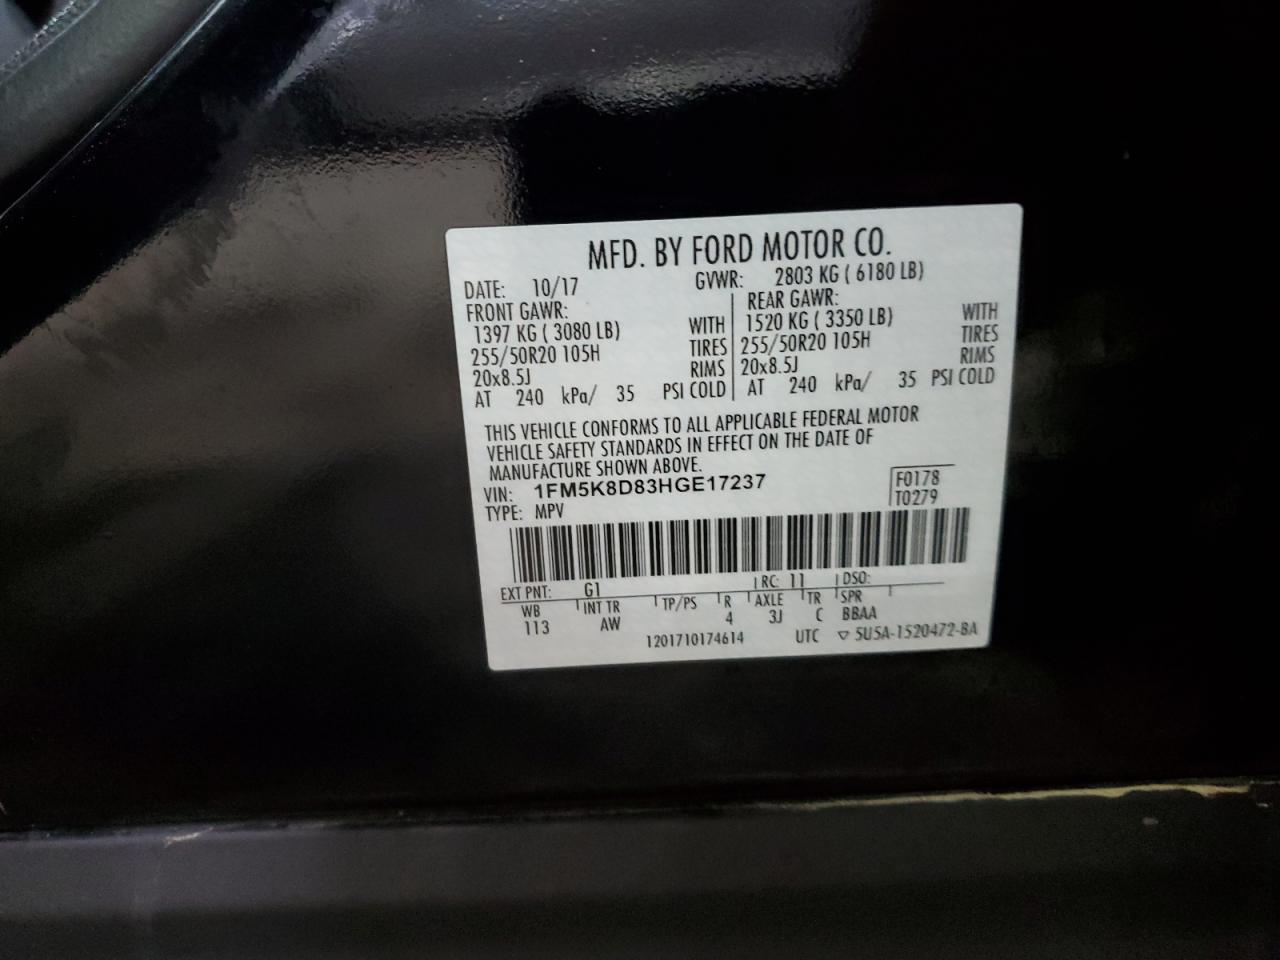 MFD. BY FORD MOTOR CO.
DATE: 10/17 GVWR: 2803 KG ( 6180 LB)
FRONT GAWR: REAR GAWR:
1397 KG ( 3080 LB) WITH 1520 KG ( 3350 LB) WITH
255/50R20 105H TIRES 255/50R20 105H TIRES
20x8.5J RIMS 20x8.5J RIMS
AT 240 kPa/ 35 PSI COLD AT 240 kPa/ 35 PSI COLD
THIS VEHICLE CONFORMS TO ALL APPLICABLE FEDERAL MOTOR
VEHICLE SAFETY STANDARDS IN EFFECT ON THE DATE OF
MANUFACTURE SHOWN ABOVE.
VIN: 1FM5K8D83HGE17237 F0178
TYPE: MPV T0279
EXT PNT: G1 RC: 11 DSO:
WB INT TR TP/PS R AXLE TR SPR
113 AW 4 3J C BBAA
1201710174614 UTC ▽ 5U5A-1520472-BA